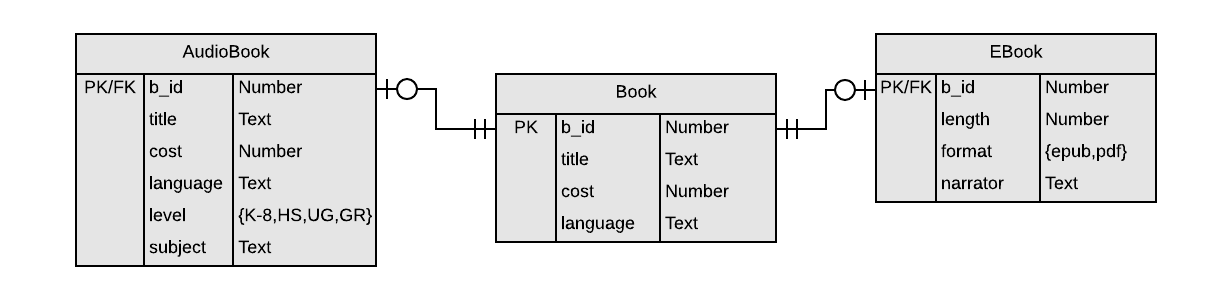 AudioBook
PK/FK b_id Number
title Text
cost Number
language Text
level {K-8,HS,UG,GR}
subject Text
Book
PK b_id Number
title Text
cost Number
language Text
EBook
PK/FK b_id Number
length Number
format {epub,pdf}
narrator Text